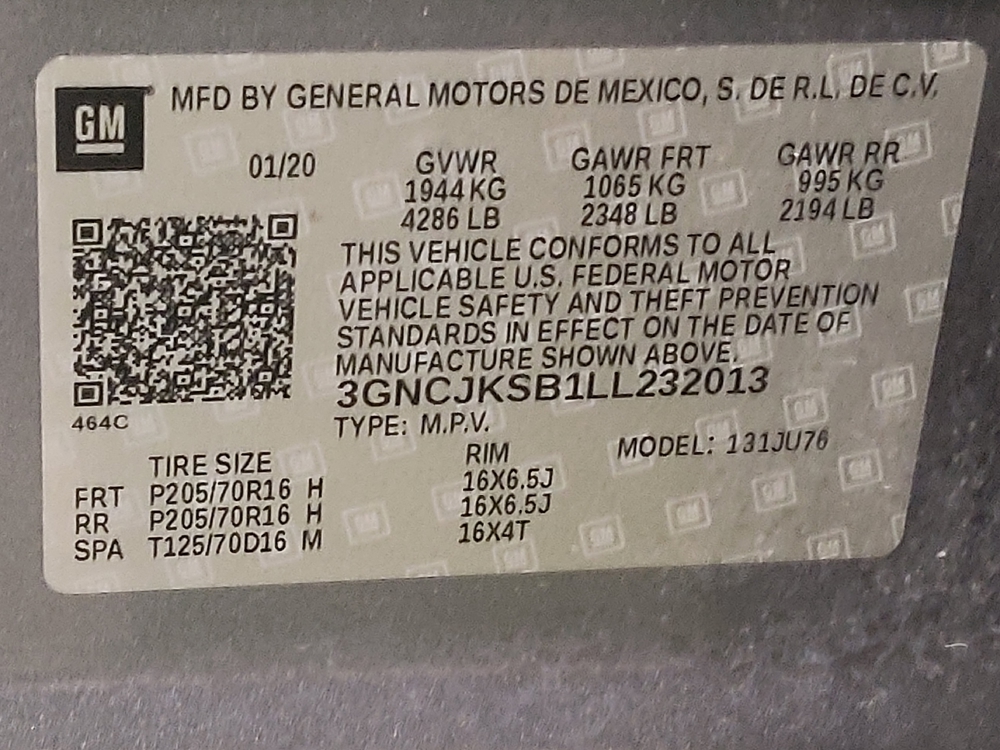 GM MFD BY GENERAL MOTORS DE MEXICO, S. DE R.L. DE C.V.
01/20 GVWR GAWR FRT GAWR RR
1944 KG 1065 KG 995 KG
4286 LB 2348 LB 2194 LB
THIS VEHICLE CONFORMS TO ALL
APPLICABLE U.S. FEDERAL MOTOR
VEHICLE SAFETY AND THEFT PREVENTION
STANDARDS IN EFFECT ON THE DATE OF
MANUFACTURE SHOWN ABOVE.
3GNCJKSB1LL232013
464C
TYPE: M.P.V. MODEL: 131JU76
TIRE SIZE RIM
FRT P205/70R16 H 16X6.5J
RR P205/70R16 H 16X6.5J
SPA T125/70D16 M 16X4T